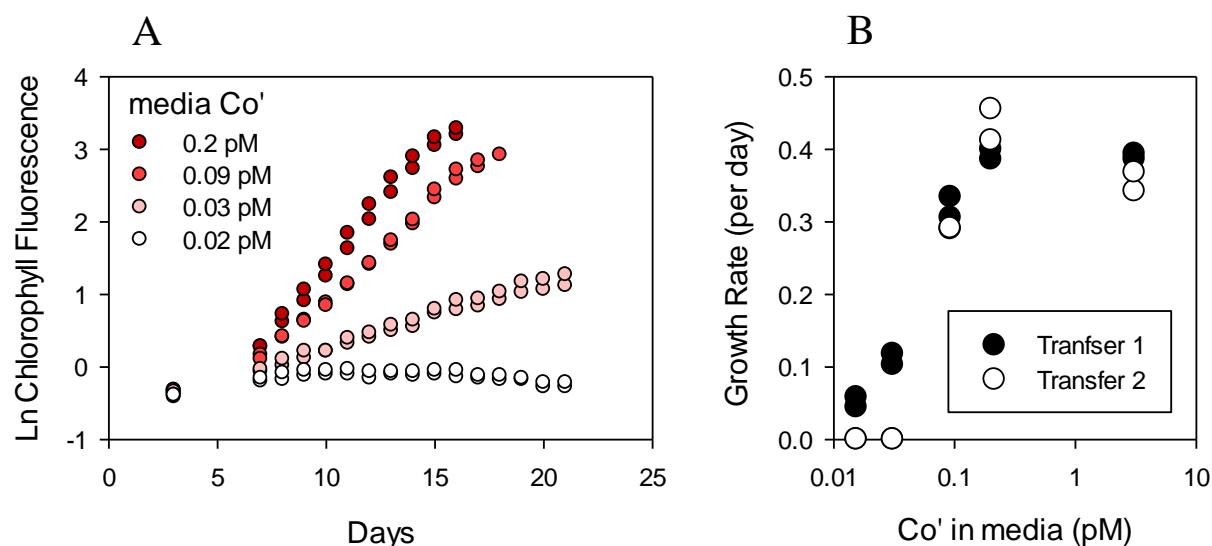 A
Ln Chlorophyll Fluorescence
4
3
2
1
0
-1
media Co'
0.2 pM
0.09 pM
0.03 pM
0.02 pM
0
5
10
15
20
25
Days
B
Growth Rate (per day)
0.5
0.4
0.3
0.2
0.1
0.0
Tranfser 1
Transfer 2
0.01
0.1
1
10
Co' in media (pM)